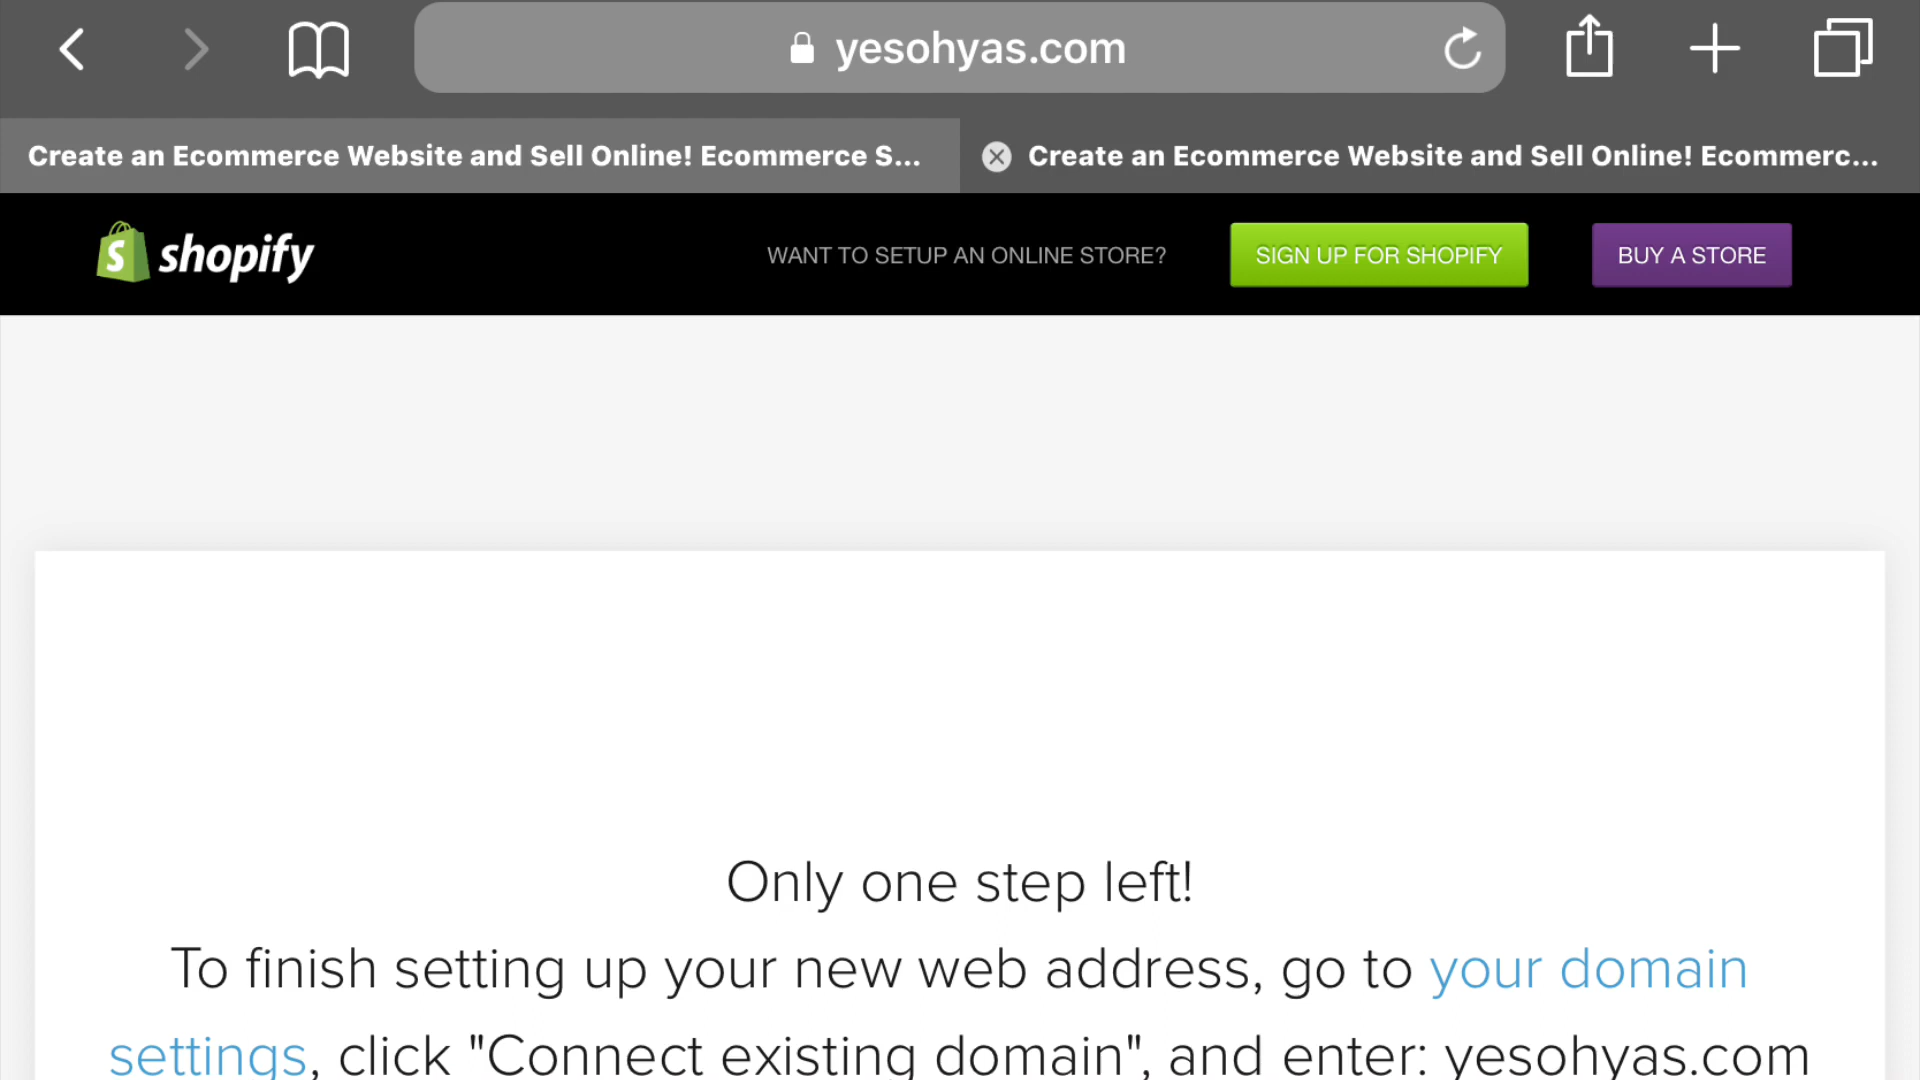 yesohyas.com
Create an Ecommerce Website and Sell Online! Ecommerce S...
Create an Ecommerce Website and Sell Online! Ecommerc...
shopify
WANT TO SETUP AN ONLINE STORE?
SIGN UP FOR SHOPIFY
BUY A STORE
Only one step left!
To finish setting up your new web address, go to your domain
settings, click "Connect existing domain", and enter: yesohyas.com